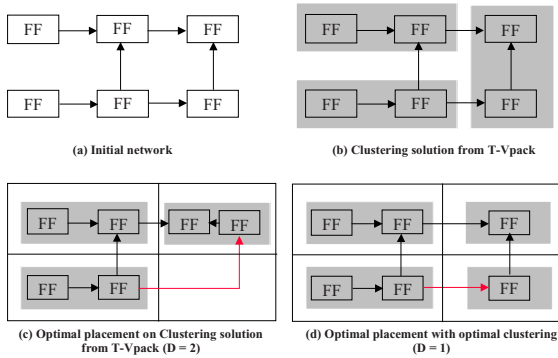 FF FF FF
FF FF FF
(a) Initial network
FF FF FF
FF FF FF
(b) Clustering solution from T-Vpack
FF FF FF FF
FF FF
(c) Optimal placement on Clustering solution
from T-Vpack (D = 2)
FF FF FF
FF FF FF
(d) Optimal placement with optimal clustering
(D = 1)